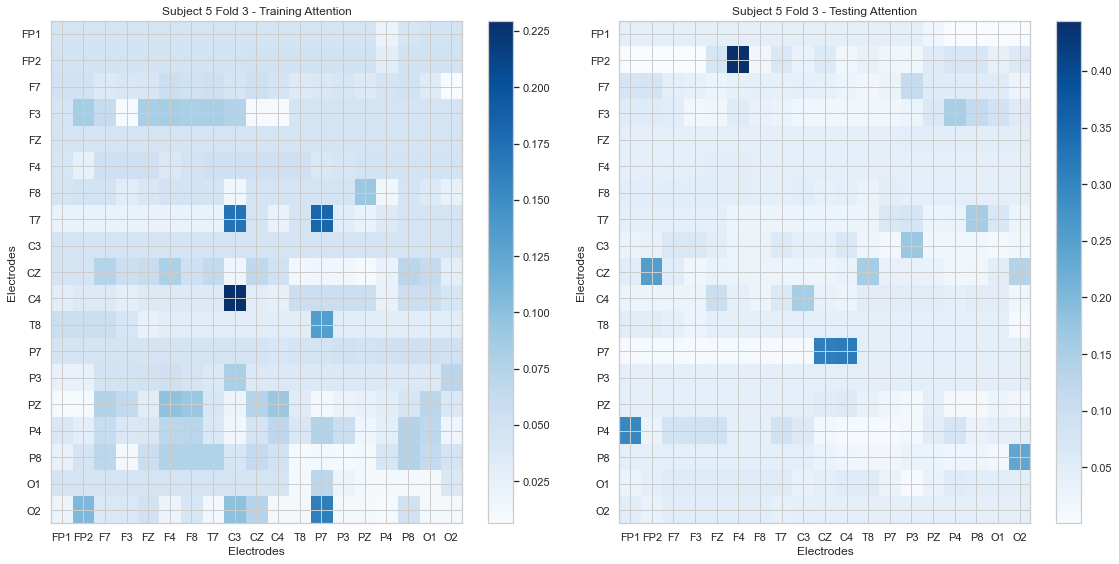 Subject 5 Fold 3 - Training Attention
FP1
FP2
F7
F3
FZ
F4
F8
T7
C3
CZ
C4
T8
P7
P3
PZ
P4
P8
O1
O2
Electrodes
FP1 FP2 F7 F3 FZ F4 F8 T7 C3 CZ C4 T8 P7 P3 PZ P4 P8 O1 O2
Electrodes
0.225
0.200
0.175
0.150
0.125
0.100
0.075
0.050
0.025
Subject 5 Fold 3 - Testing Attention
FP1
FP2
F7
F3
FZ
F4
F8
T7
C3
CZ
C4
T8
P7
P3
PZ
P4
P8
O1
O2
Electrodes
FP1 FP2 F7 F3 FZ F4 F8 T7 C3 CZ C4 T8 P7 P3 PZ P4 P8 O1 O2
Electrodes
0.40
0.35
0.30
0.25
0.20
0.15
0.10
0.05